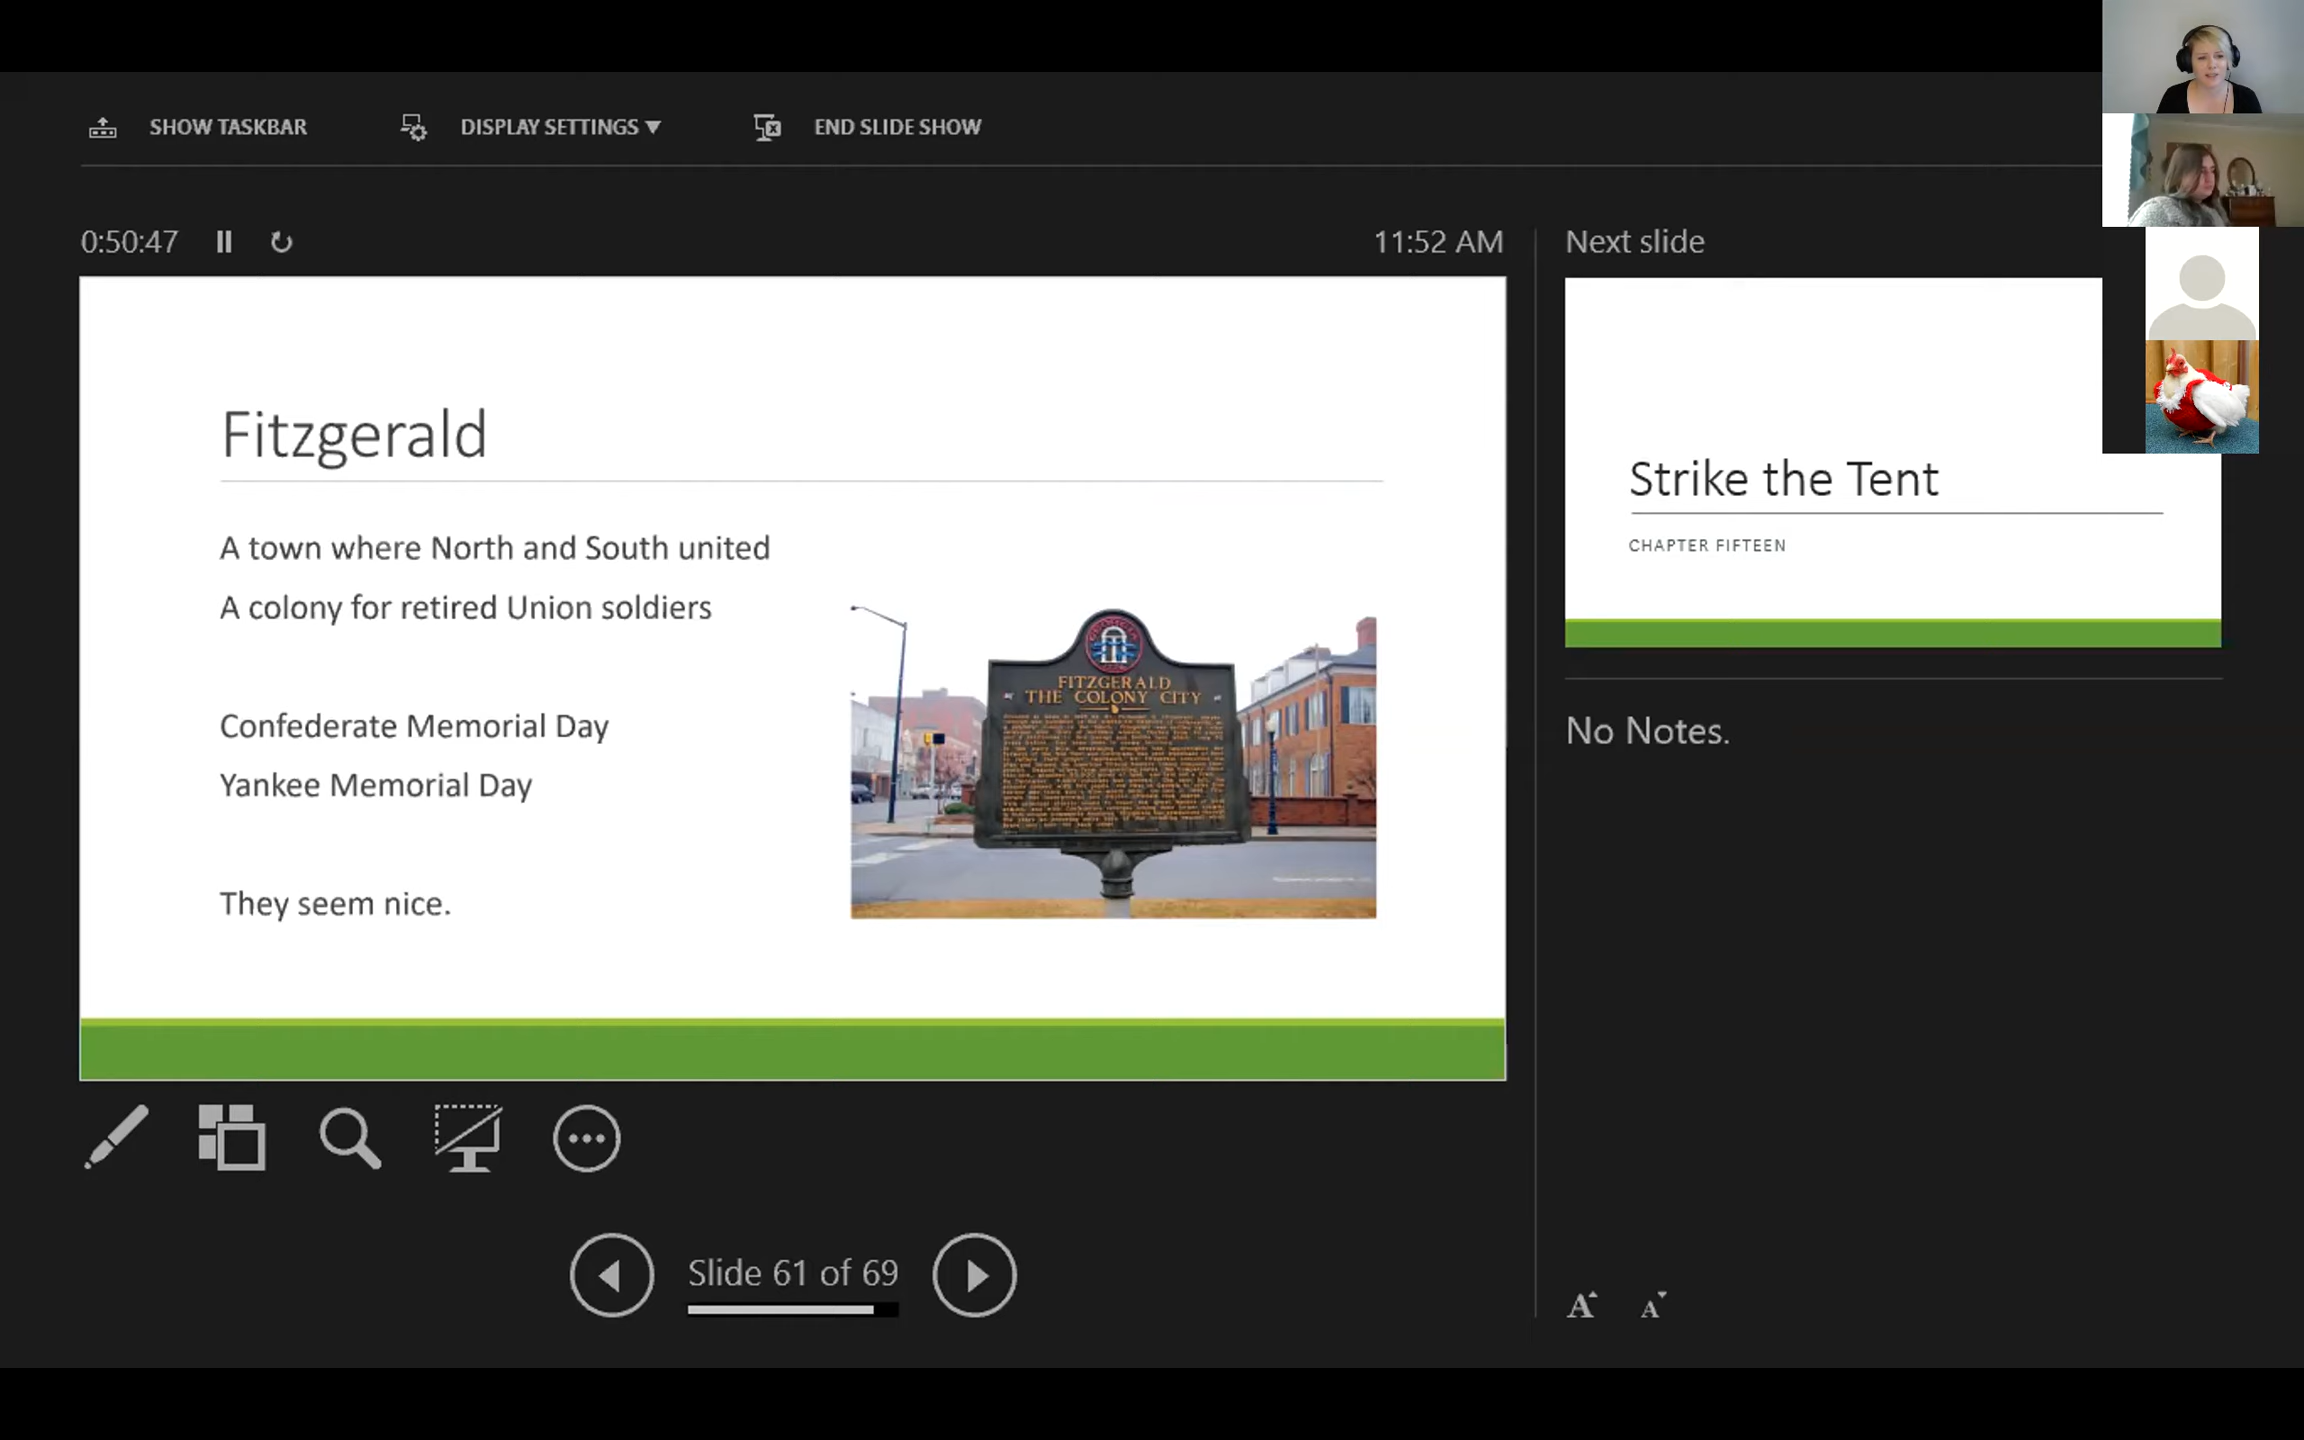 SHOW TASKBAR
DISPLAY SETTINGS ▼
END SLIDE SHOW
0:50:47
11:52 AM
Next slide
Fitzgerald
A town where North and South united
A colony for retired Union soldiers
Confederate Memorial Day
Yankee Memorial Day
They seem nice.
FITZGERALD
THE COLONY CITY
Strike the Tent
CHAPTER FIFTEEN
No Notes.
Slide 61 of 69
A A